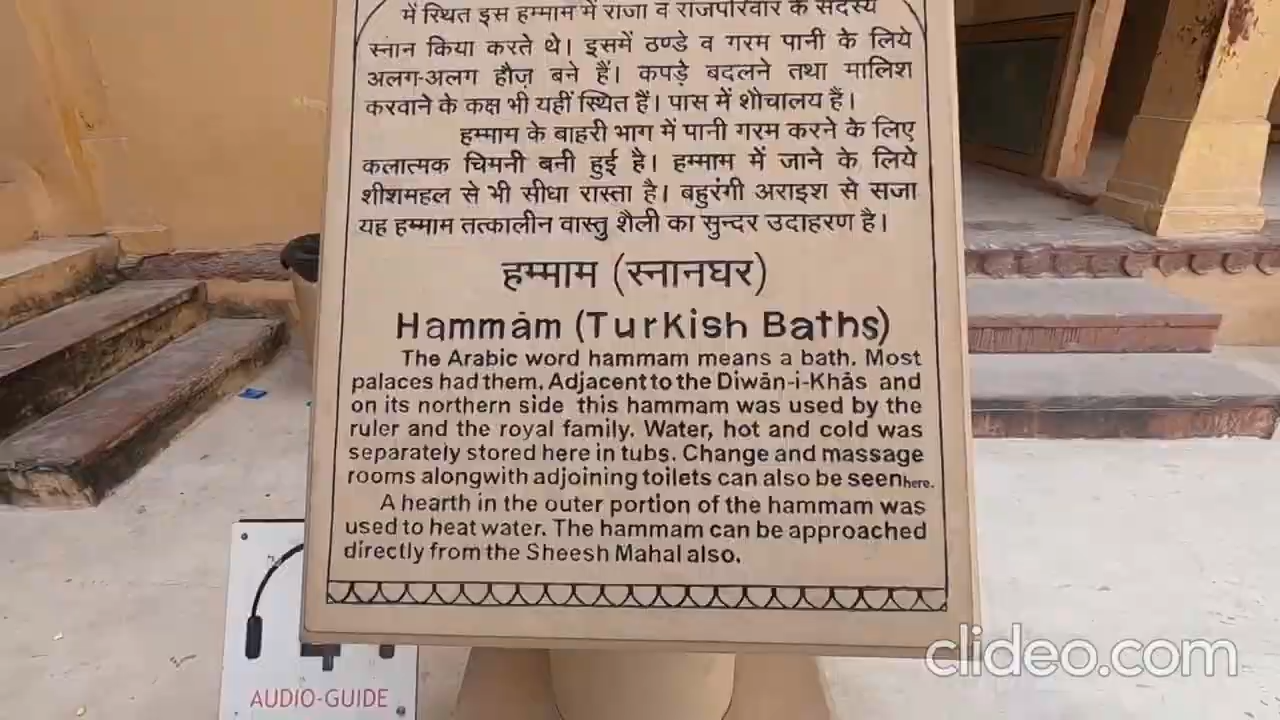 में स्थित इस हम्माम में राजा व राजपरिवार के सदस्य
स्नान किया करते थे। इसमें ठण्डे व गरम पानी के लिये
अलग-अलग हौज़ बने हैं। कपड़े बदलने तथा मालिश
करवाने के कक्ष भी यहीं स्थित हैं। पास में शौचालय हैं।
हम्माम के बाहरी भाग में पानी गरम करने के लिए
कलात्मक चिमनी बनी हुई है। हम्माम में जाने के लिये
शीशमहल से भी सीधा रास्ता है। बहुरंगी अराइश से सजा
यह हम्माम तत्कालीन वास्तु शैली का सुन्दर उदाहरण है।
हम्माम (स्नानघर)
Hammām (Turkish Baths)
The Arabic word hammam means a bath. Most
palaces had them. Adjacent to the Diwān-i-Khās and
on its northern side this hammam was used by the
ruler and the royal family. Water, hot and cold was
separately stored here in tubs. Change and massage
rooms alongwith adjoining toilets can also be seen here.
A hearth in the outer portion of the hammam was
used to heat water. The hammam can be approached
directly from the Sheesh Mahal also.
AUDIO-GUIDE
clideo.com